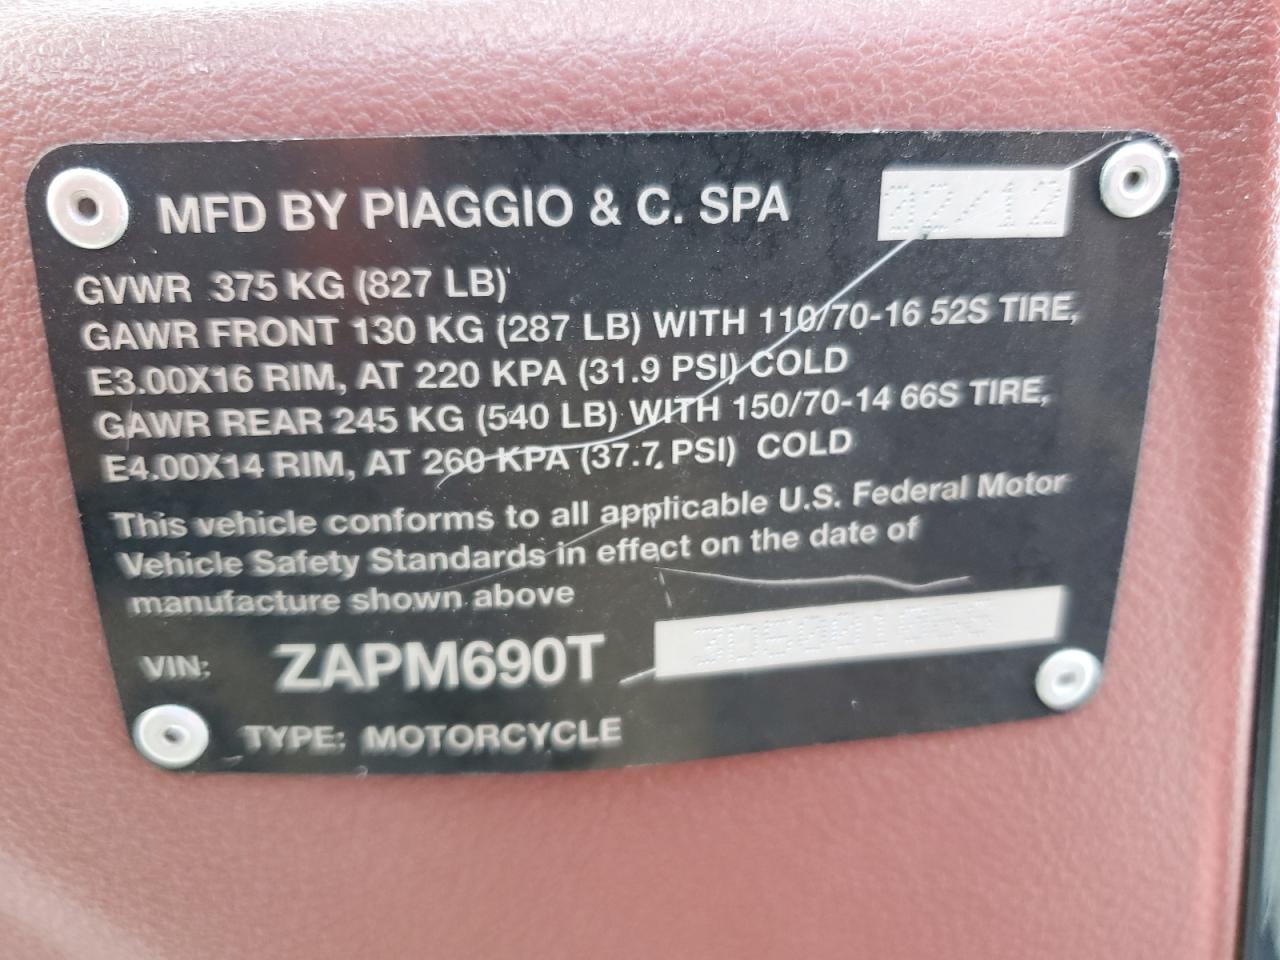 MFD BY PIAGGIO & C. SPA 12/12
GVWR 375 KG (827 LB)
GAWR FRONT 130 KG (287 LB) WITH 110/70-16 52S TIRE,
E3.00X16 RIM, AT 220 KPA (31.9 PSI) COLD
GAWR REAR 245 KG (540 LB) WITH 150/70-14 66S TIRE,
E4.00X14 RIM, AT 260 KPA (37.7 PSI) COLD
This vehicle conforms to all applicable U.S. Federal Motor
Vehicle Safety Standards in effect on the date of
manufacture shown above
VIN: ZAPM690T
TYPE: MOTORCYCLE